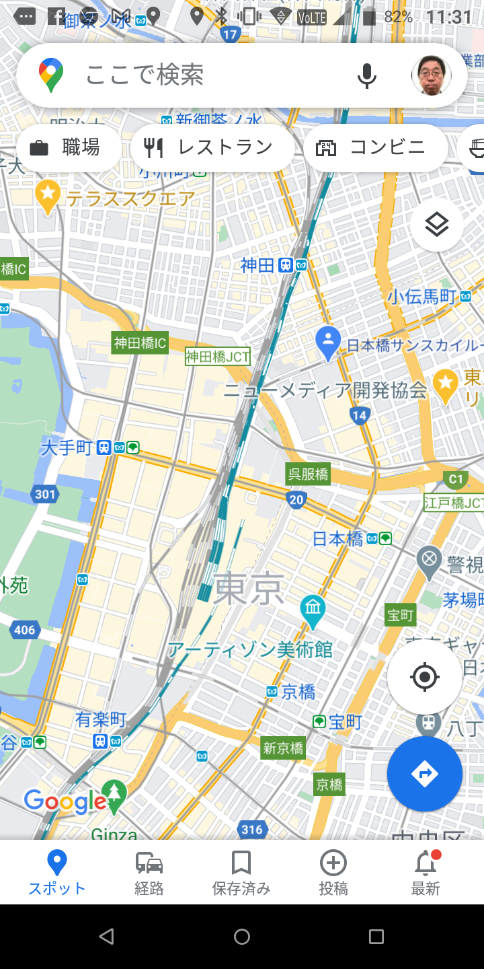 VoLTE 82% 11:31
17
ここで検索
新御茶ノ水
職場 レストラン コンビニ
テラススクエア
橋IC
神田
小伝馬町
神田橋IC
神田橋JCT
日本橋サンスカイルー
ニューメディア開発協会
東
リ
14
大手町
呉服橋
C1
301
20
江戸橋JCT
日本橋
警視
外苑
東京
茅場町
宝町
406
アーティゾン美術館
京橋
有楽町
宝町
八丁
谷
新京橋
京橋
Google
Ginza
316
中央区
スポット 経路 保存済み 投稿 最新